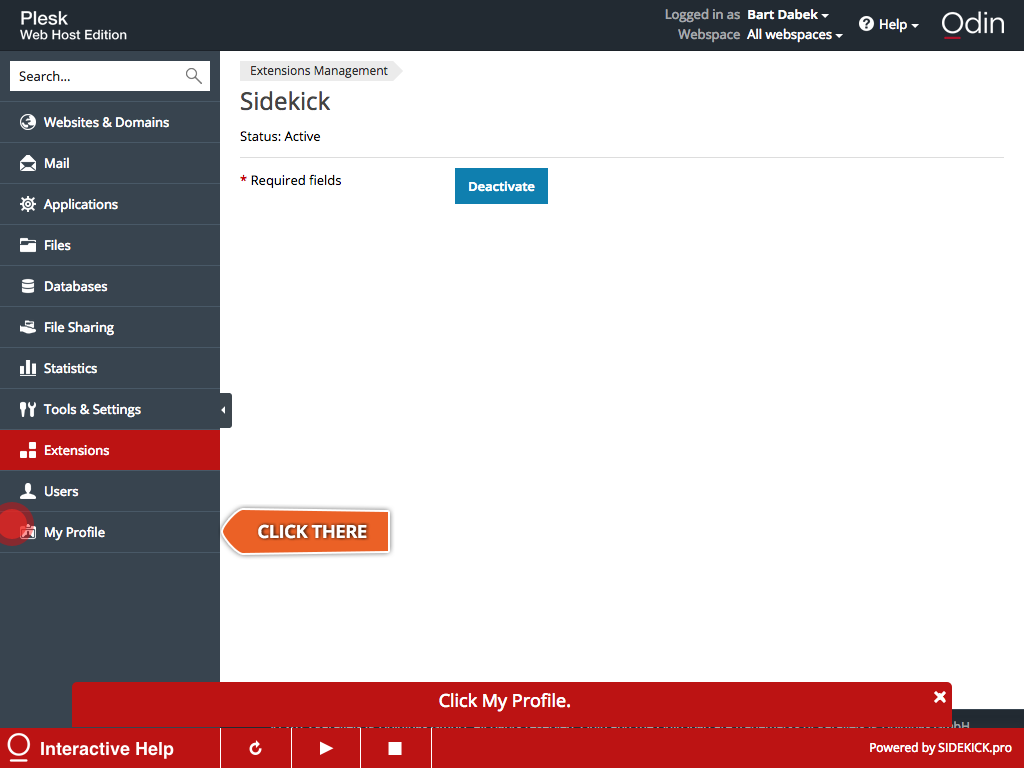 Plesk
Web Host Edition
Logged in as Bart Dabek
Webspace All webspaces
Help
Odin
Search...
Websites & Domains
Mail
Applications
Files
Databases
File Sharing
Statistics
Tools & Settings
Extensions
Users
My Profile
Extensions Management
Sidekick
Status: Active
* Required fields
Deactivate
CLICK THERE
Click My Profile.
Interactive Help
Powered by SIDEKICK.pro